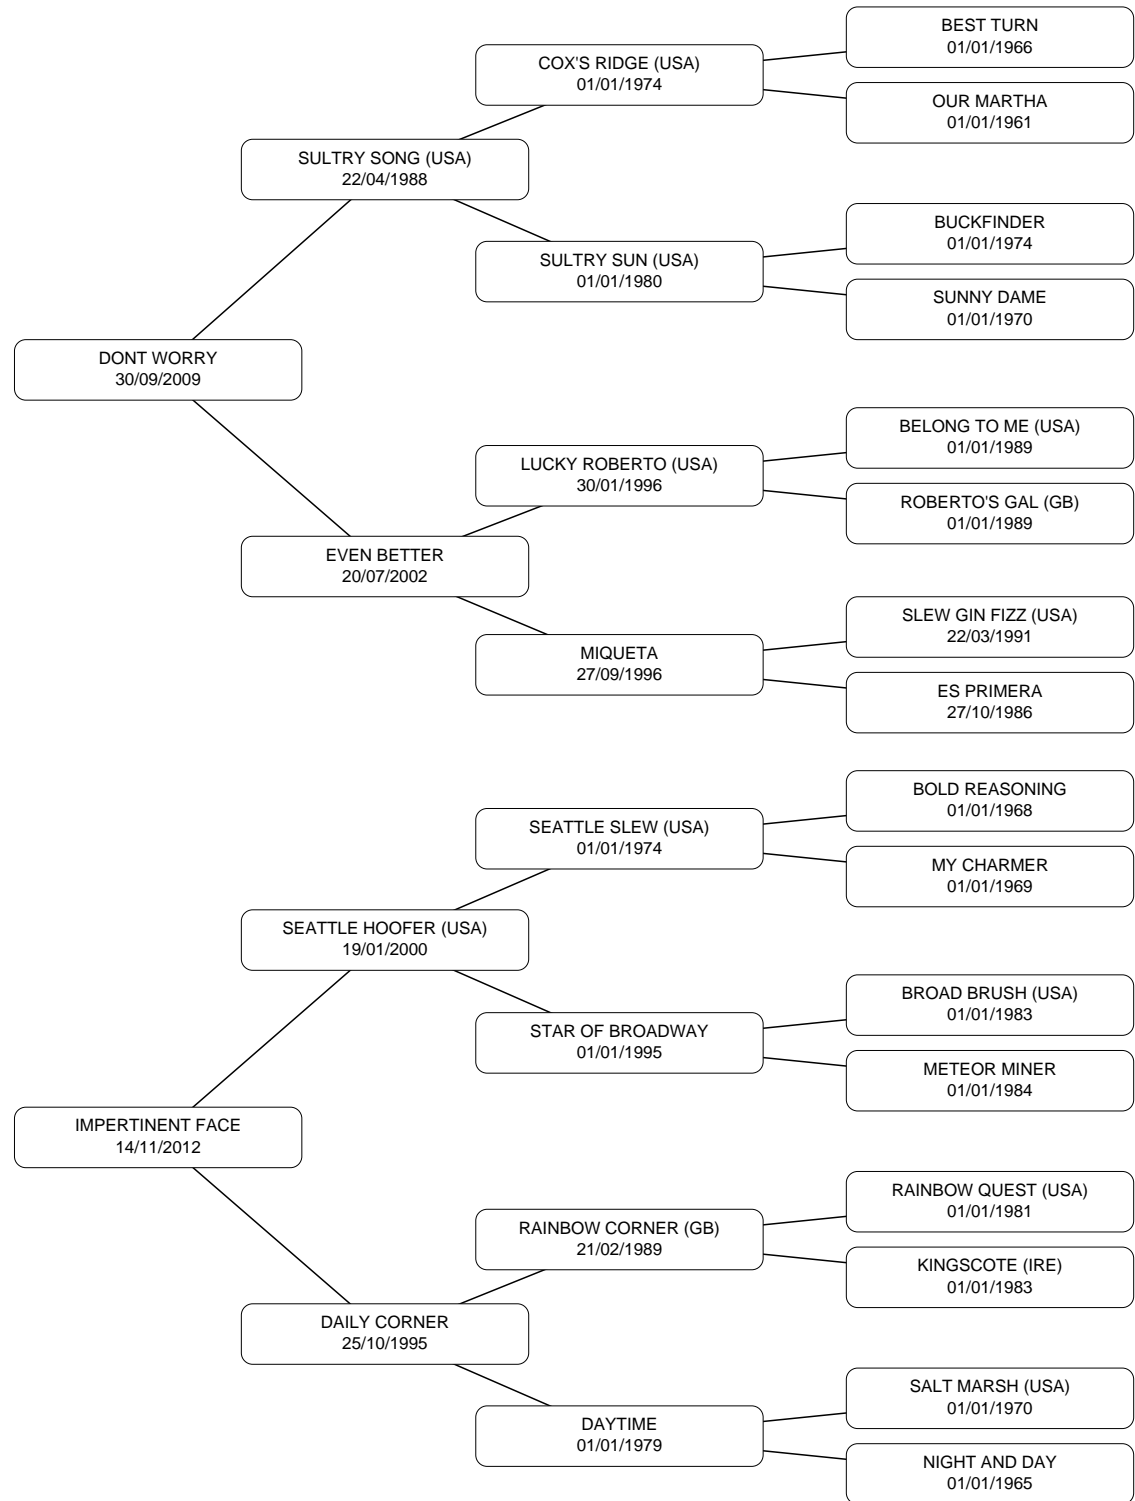 BEST TURN
01/01/1966
COX'S RIDGE (USA)
01/01/1974
OUR MARTHA
01/01/1961
SULTRY SONG (USA)
22/04/1988
BUCKFINDER
01/01/1974
SULTRY SUN (USA)
01/01/1980
SUNNY DAME
01/01/1970
DONT WORRY
30/09/2009
BELONG TO ME (USA)
01/01/1989
LUCKY ROBERTO (USA)
30/01/1996
ROBERTO'S GAL (GB)
01/01/1989
EVEN BETTER
20/07/2002
SLEW GIN FIZZ (USA)
22/03/1991
MIQUETA
27/09/1996
ES PRIMERA
27/10/1986
BOLD REASONING
01/01/1968
SEATTLE SLEW (USA)
01/01/1974
MY CHARMER
01/01/1969
SEATTLE HOOFER (USA)
19/01/2000
BROAD BRUSH (USA)
01/01/1983
STAR OF BROADWAY
01/01/1995
METEOR MINER
01/01/1984
IMPERTINENT FACE
14/11/2012
RAINBOW QUEST (USA)
01/01/1981
RAINBOW CORNER (GB)
21/02/1989
KINGSCOTE (IRE)
01/01/1983
DAILY CORNER
25/10/1995
SALT MARSH (USA)
01/01/1970
DAYTIME
01/01/1979
NIGHT AND DAY
01/01/1965